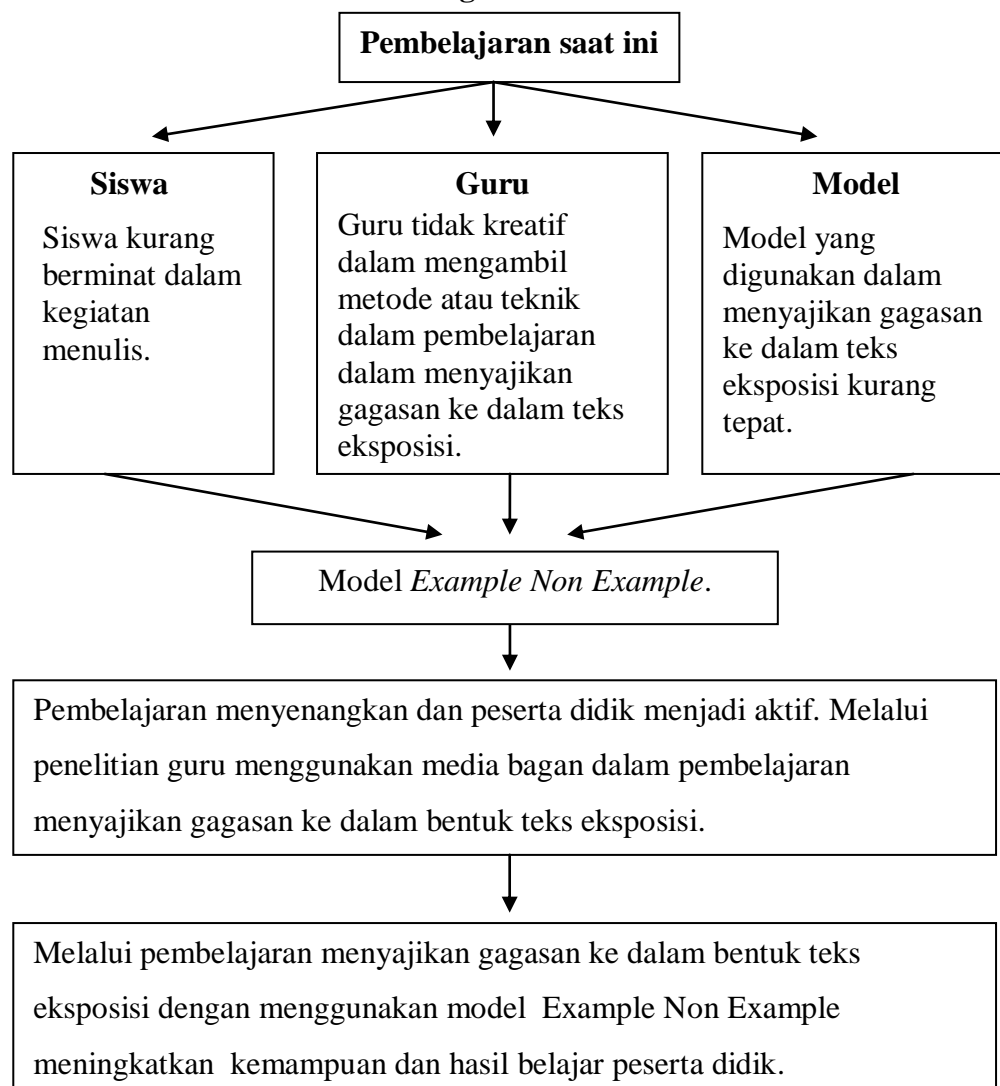 Pembelajaran saat ini
Siswa
Siswa kurang
berminat dalam
kegiatan
menulis.
Guru
Guru tidak kreatif
dalam mengambil
metode atau teknik
dalam pembelajaran
dalam menyajikan
gagasan ke dalam teks
eksposisi.
Model
Model yang
digunakan dalam
menyajikan gagasan
ke dalam teks
eksposisi kurang
tepat.
Model Example Non Example.
Pembelajaran menyenangkan dan peserta didik menjadi aktif. Melalui
penelitian guru menggunakan media bagan dalam pembelajaran
menyajikan gagasan ke dalam bentuk teks eksposisi.
Melalui pembelajaran menyajikan gagasan ke dalam bentuk teks
eksposisi dengan menggunakan model Example Non Example
meningkatkan kemampuan dan hasil belajar peserta didik.